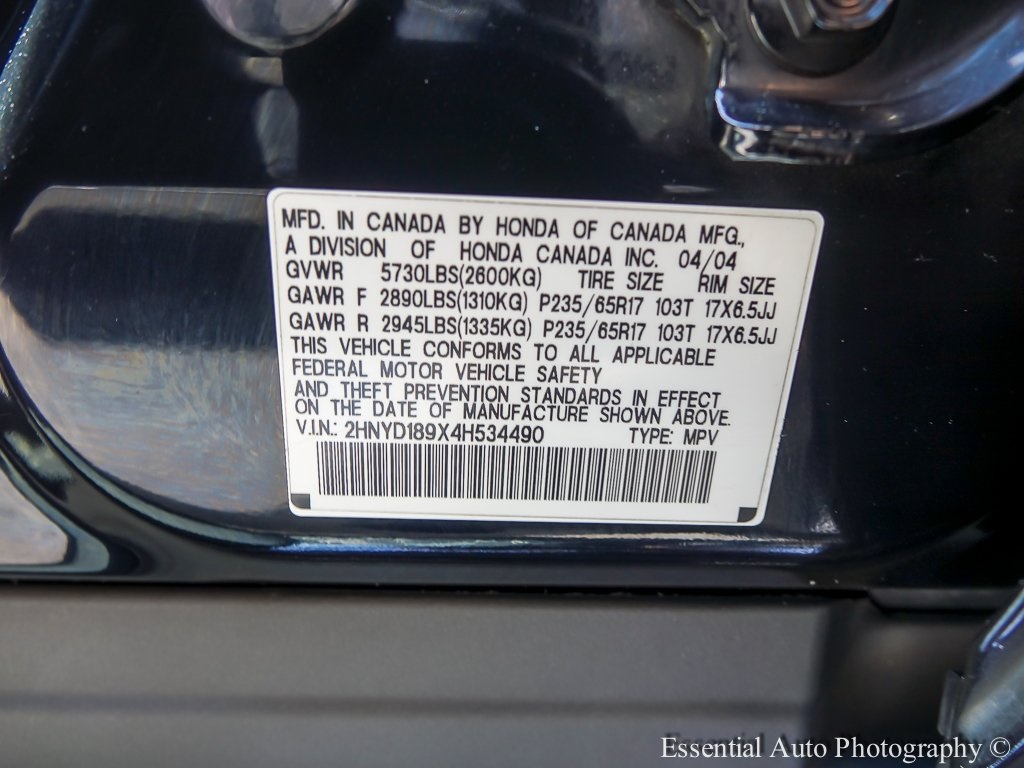 MFD. IN CANADA BY HONDA OF CANADA MFG.,
A DIVISION OF HONDA CANADA INC. 04/04
GVWR 5730LBS(2600KG) TIRE SIZE RIM SIZE
GAWR F 2890LBS(1310KG) P235/65R17 103T 17X6.5JJ
GAWR R 2945LBS(1335KG) P235/65R17 103T 17X6.5JJ
THIS VEHICLE CONFORMS TO ALL APPLICABLE
FEDERAL MOTOR VEHICLE SAFETY
AND THEFT PREVENTION STANDARDS IN EFFECT
ON THE DATE OF MANUFACTURE SHOWN ABOVE.
V.I.N.: 2HNYD189X4H534490 TYPE: MPV
Essential Auto Photography ©